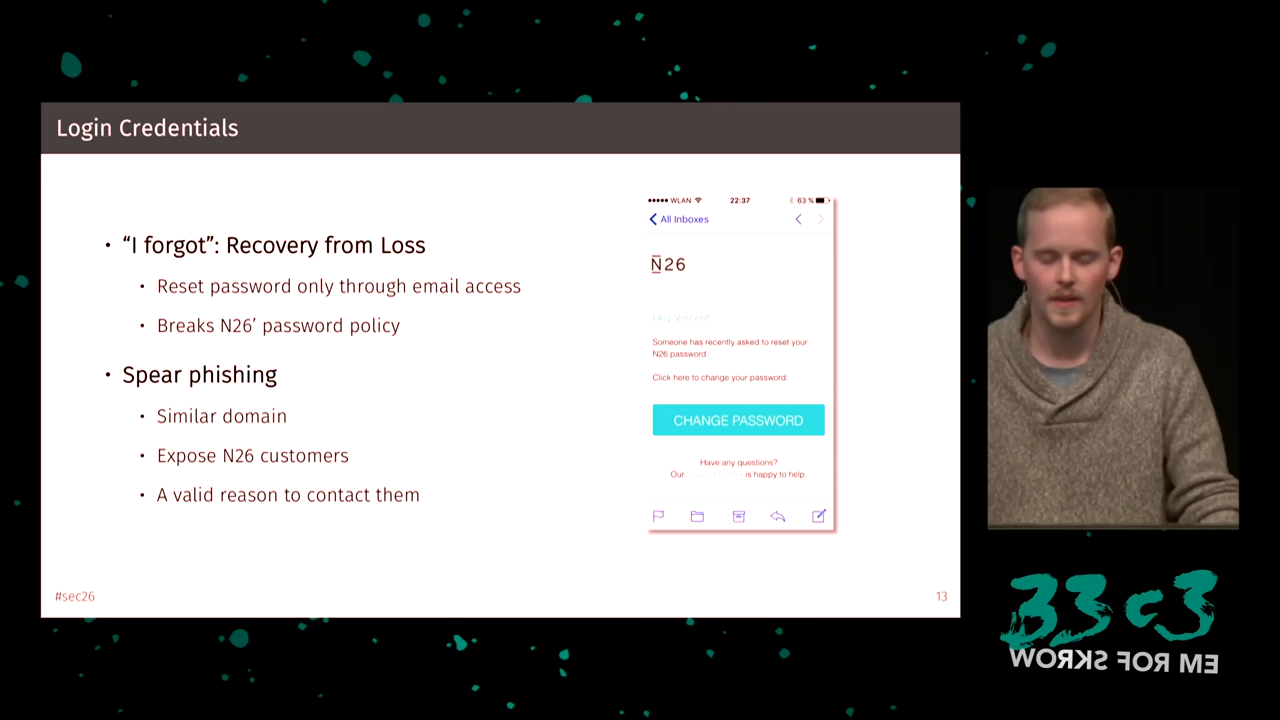 Login Credentials
• “I forgot”: Recovery from Loss
• Reset password only through email access
• Breaks N26’ password policy
• Spear phishing
• Similar domain
• Expose N26 customers
• A valid reason to contact them
WLAN 22:37 63 %
All Inboxes
N26
Hey Vincent,
Someone has recently asked to reset your
N26 password
Click here to change your password:
CHANGE PASSWORD
Have any questions?
Our is happy to help.
#sec26
13
33c3
WORKS FOR ME